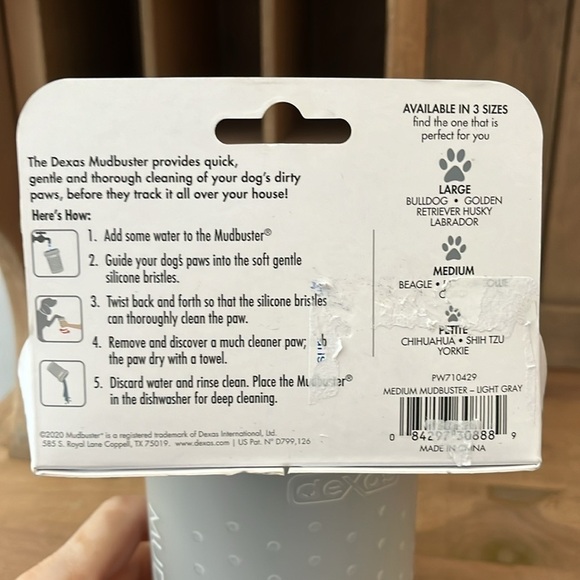 The Dexas Mudbuster provides quick,
gentle and thorough cleaning of your dog's dirty
paws, before they track it all over your house!
Here's How:
1. Add some water to the Mudbuster®
2. Guide your dog's paws into the soft gentle
silicone bristles.
3. Twist back and forth so that the silicone bristles
can thoroughly clean the paw.
4. Remove and discover a much cleaner paw;
the paw dry with a towel.
5. Discard water and rinse clean. Place the Mudbuster®
in the dishwasher for deep cleaning.
©2020 Mudbuster® is a registered trademark of Dexas International, Ltd.
585 S. Royal Lane Coppell, TX 75019. www.dexas.com | US Pat. Nº D799,126
AVAILABLE IN 3 SIZES
find the one that is
perfect for you
LARGE
BULLDOG • GOLDEN
RETRIEVER HUSKY
LABRADOR
MEDIUM
BEAGLE •
PETITE
CHIHUAHUA • SHIH TZU
YORKIE
PW710429
MEDIUM MUDBUSTER – LIGHT GRAY
0 84297 30888 9
MADE IN CHINA
dexas